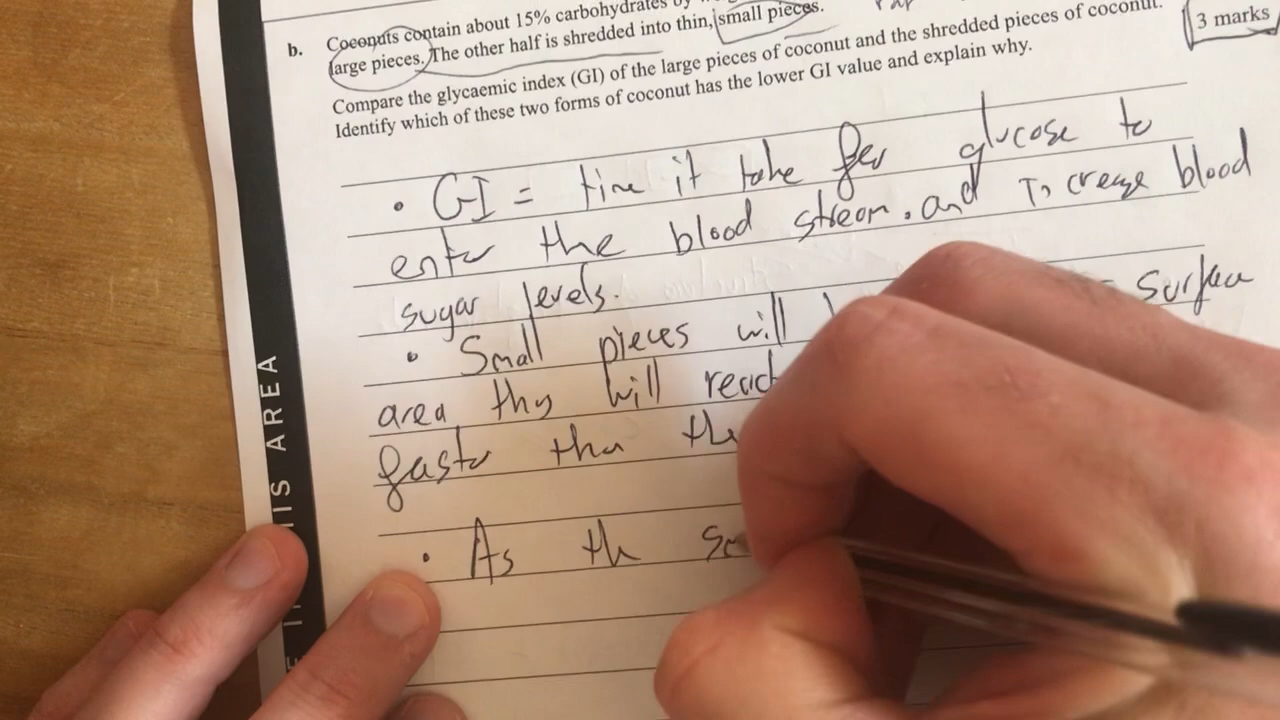 b. Coconuts contain about 15% carbohydrates by
large pieces. The other half is shredded into thin, small pieces.
Compare the glycaemic index (GI) of the large pieces of coconut and the shredded pieces of coconut.
Identify which of these two forms of coconut has the lower GI value and explain why.
3 marks
• GI = time it take for glucose to
enter the blood stream. and increase blood
sugar levels.
• Small pieces will surface
area thus will react
faster than the
• As the
IS AREA